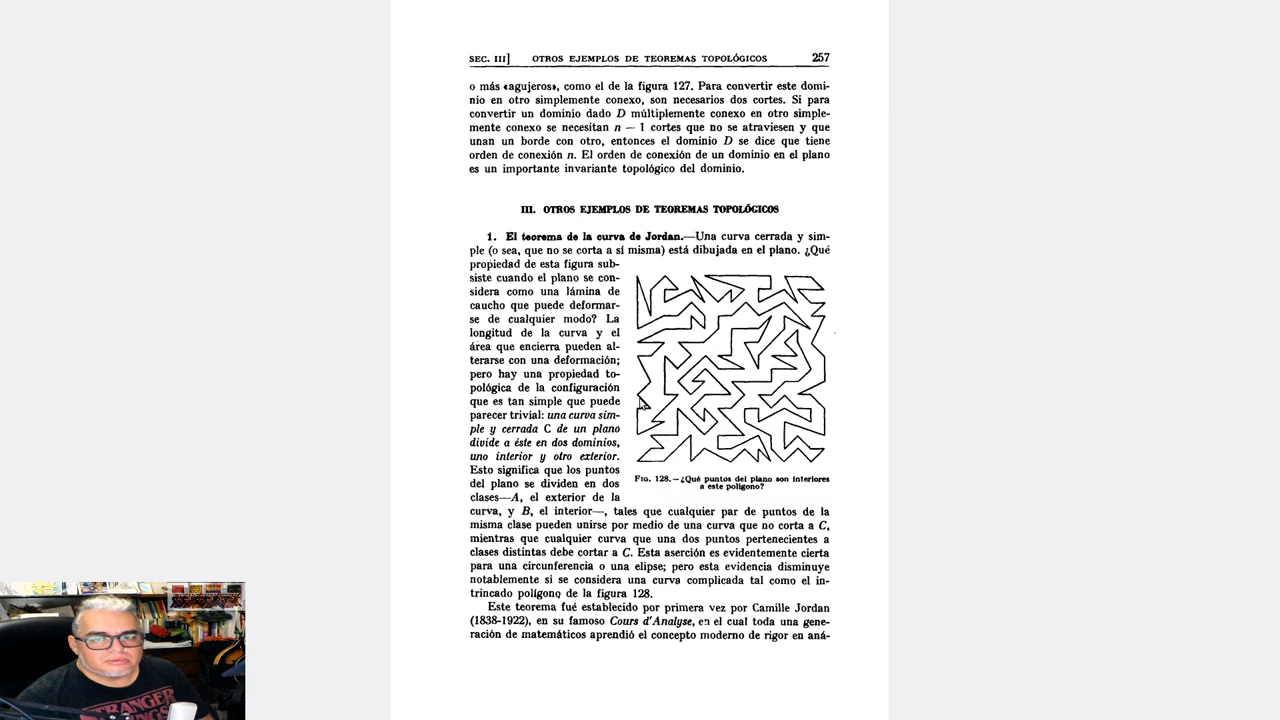 SEC. III] OTROS EJEMPLOS DE TEOREMAS TOPOLÓGICOS 257
o más «agujeros», como el de la figura 127. Para convertir este domi-
nio en otro simplemente conexo, son necesarios dos cortes. Si para
convertir un dominio dado D múltiplemente conexo en otro simple-
mente conexo se necesitan n — 1 cortes que no se atraviesen y que
unan un borde con otro, entonces el dominio D se dice que tiene
orden de conexión n. El orden de conexión de un dominio en el plano
es un importante invariante topológico del dominio.
III. OTROS EJEMPLOS DE TEOREMAS TOPOLÓGICOS
1. El teorema de la curva de Jordan.—Una curva cerrada y sim-
ple (o sea, que no se corta a sí misma) está dibujada en el plano. ¿Qué
propiedad de esta figura sub-
siste cuando el plano se con-
sidera como una lámina de
caucho que puede deformar-
se de cualquier modo? La
longitud de la curva y el
área que encierra pueden al-
terarse con una deformación;
pero hay una propiedad to-
pológica de la configuración
que es tan simple que puede
parecer trivial: una curva sim-
ple y cerrada C de un plano
divide a éste en dos dominios,
uno interior y otro exterior.
Esto significa que los puntos
del plano se dividen en dos
clases—A, el exterior de la
curva, y B, el interior—, tales que cualquier par de puntos de la
misma clase pueden unirse por medio de una curva que no corta a C,
mientras que cualquier curva que una dos puntos pertenecientes a
clases distintas debe cortar a C. Esta aserción es evidentemente cierta
para una circunferencia o una elipse; pero esta evidencia disminuye
notablemente si se considera una curva complicada tal como el in-
trincado polígono de la figura 128.
Este teorema fué establecido por primera vez por Camille Jordan
(1838-1922), en su famoso Cours d'Analyse, en el cual toda una gene-
ración de matemáticos aprendió el concepto moderno de rigor en aná-
FIG. 128.—¿Qué puntos del plano son interiores
a este polígono?
STRANGER